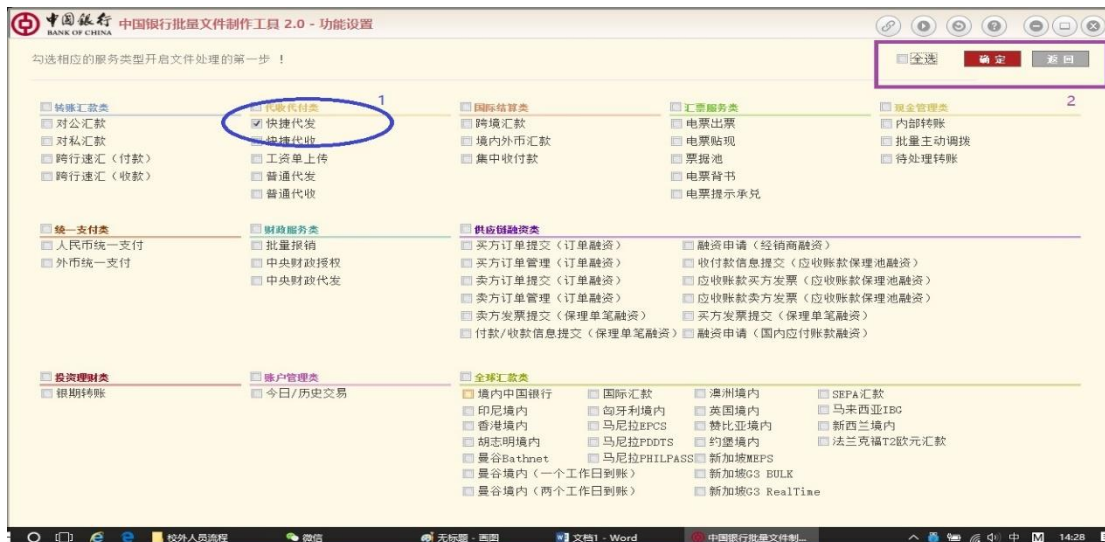 中国银行 中国银行批量文件制作工具 2.0 - 功能设置
BANK OF CHINA
勾选相应的服务类型开启文件处理的第一步 !
全选 确定 返回
1
2
转账汇款类
对公汇款
对私汇款
跨行速汇（付款）
跨行速汇（收款）
代收代付类
快捷代发
快捷代收
工资单上传
普通代发
普通代收
国际结算类
跨境汇款
境内外币汇款
集中收付款
汇票服务类
电票出票
电票贴现
票据池
电票背书
电票提示承兑
现金管理类
内部转账
批量主动调拨
待处理转账
统一支付类
人民币统一支付
外币统一支付
财政服务类
批量报销
中央财政授权
中央财政代发
供应链融资类
买方订单提交（订单融资）
买方订单管理（订单融资）
卖方订单提交（订单融资）
卖方订单管理（订单融资）
卖方发票提交（保理单笔融资）
付款/收款信息提交（保理单笔融资）
融资申请（经销商融资）
收付款信息提交（应收账款保理池融资）
应收账款买方发票（应收账款保理池融资）
应收账款卖方发票（应收账款保理池融资）
买方发票提交（保理单笔融资）
融资申请（国内应付账款融资）
投资理财类
银期转账
账户管理类
今日/历史交易
全球汇款类
境内中国银行 国际汇款 澳洲境内 SEPA汇款
印尼境内 匈牙利境内 英国境内 马来西亚IBG
香港境内 马尼拉EPCS 赞比亚境内 新西兰境内
胡志明境内 马尼拉PDDTS 约堡境内 法兰克福T2欧元汇款
曼谷Bathnet 马尼拉PHILPASS 新加坡MEPS
曼谷境内（一个工作日到账） 新加坡G3 BULK
曼谷境内（两个工作日到账） 新加坡G3 RealTime
校外人员流程 微信 无标题 - 画图 文档1 - Word 中国银行批量文件制... 中 M 14:28